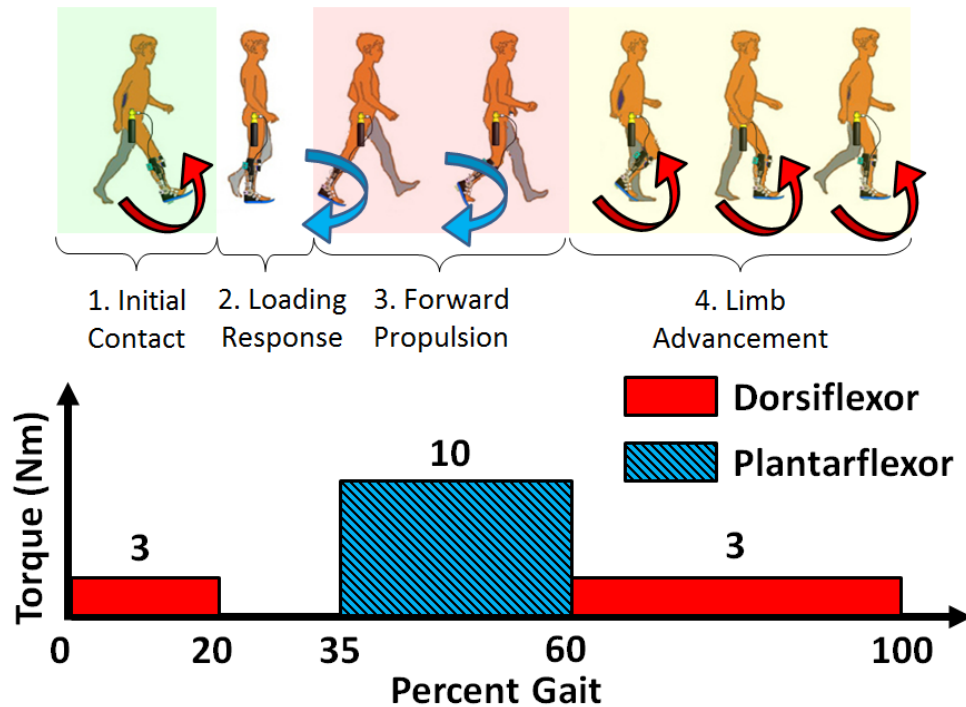 1. Initial
Contact
2. Loading
Response
3. Forward
Propulsion
4. Limb
Advancement
Dorsiflexor
Plantarflexor
Torque (Nm)
3
10
3
0
20
35
60
100
Percent Gait